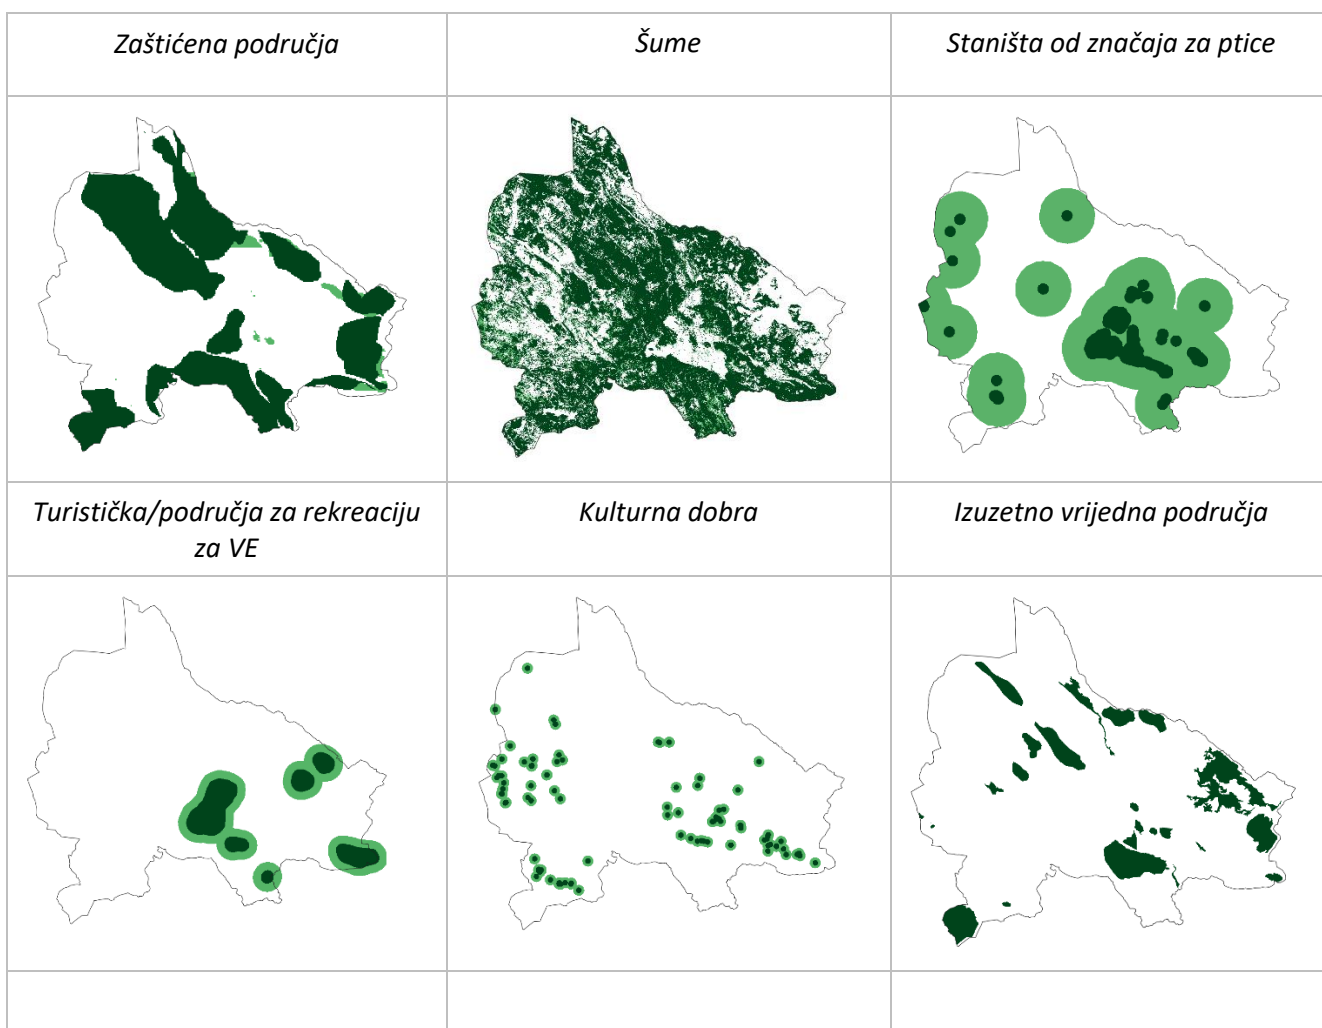 Zaštićena područja
Šume
Staništa od značaja za ptice
Turistička/područja za rekreaciju
za VE
Kulturna dobra
Izuzetno vrijedna područja